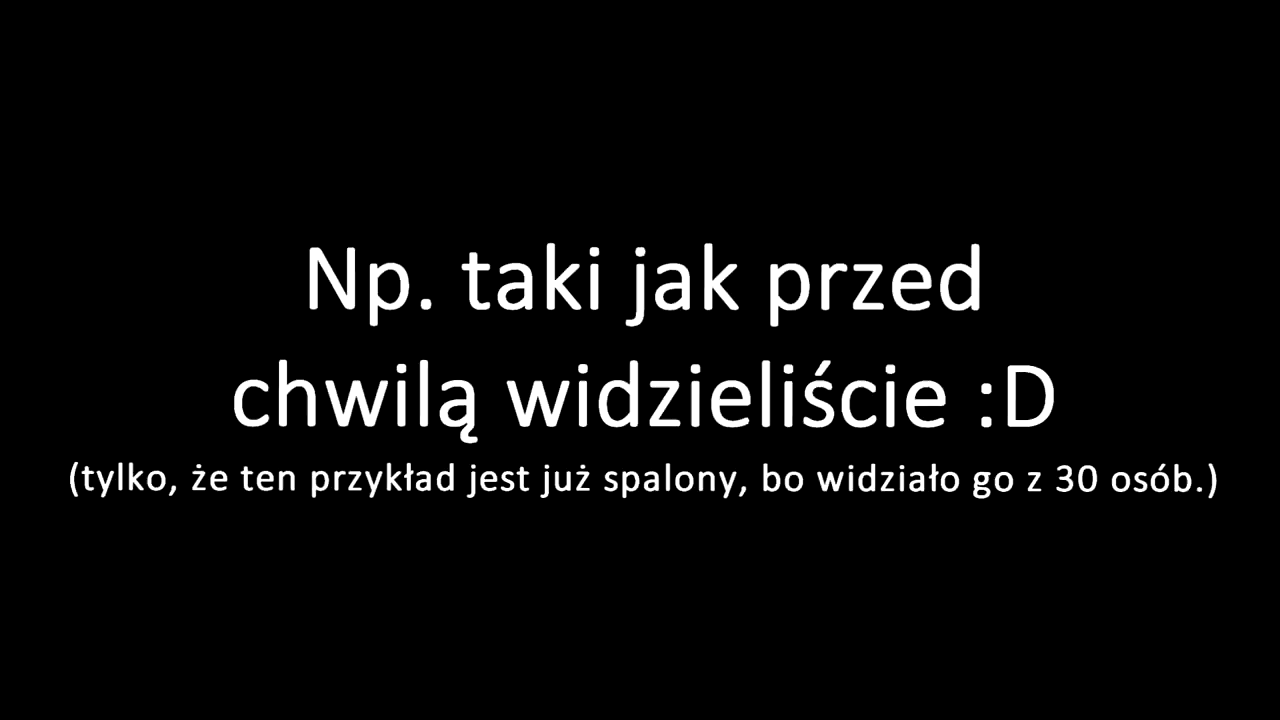 Np. taki jak przed
chwilą widzieliście :D
(tylko, że ten przykład jest już spalony, bo widziało go z 30 osób.)